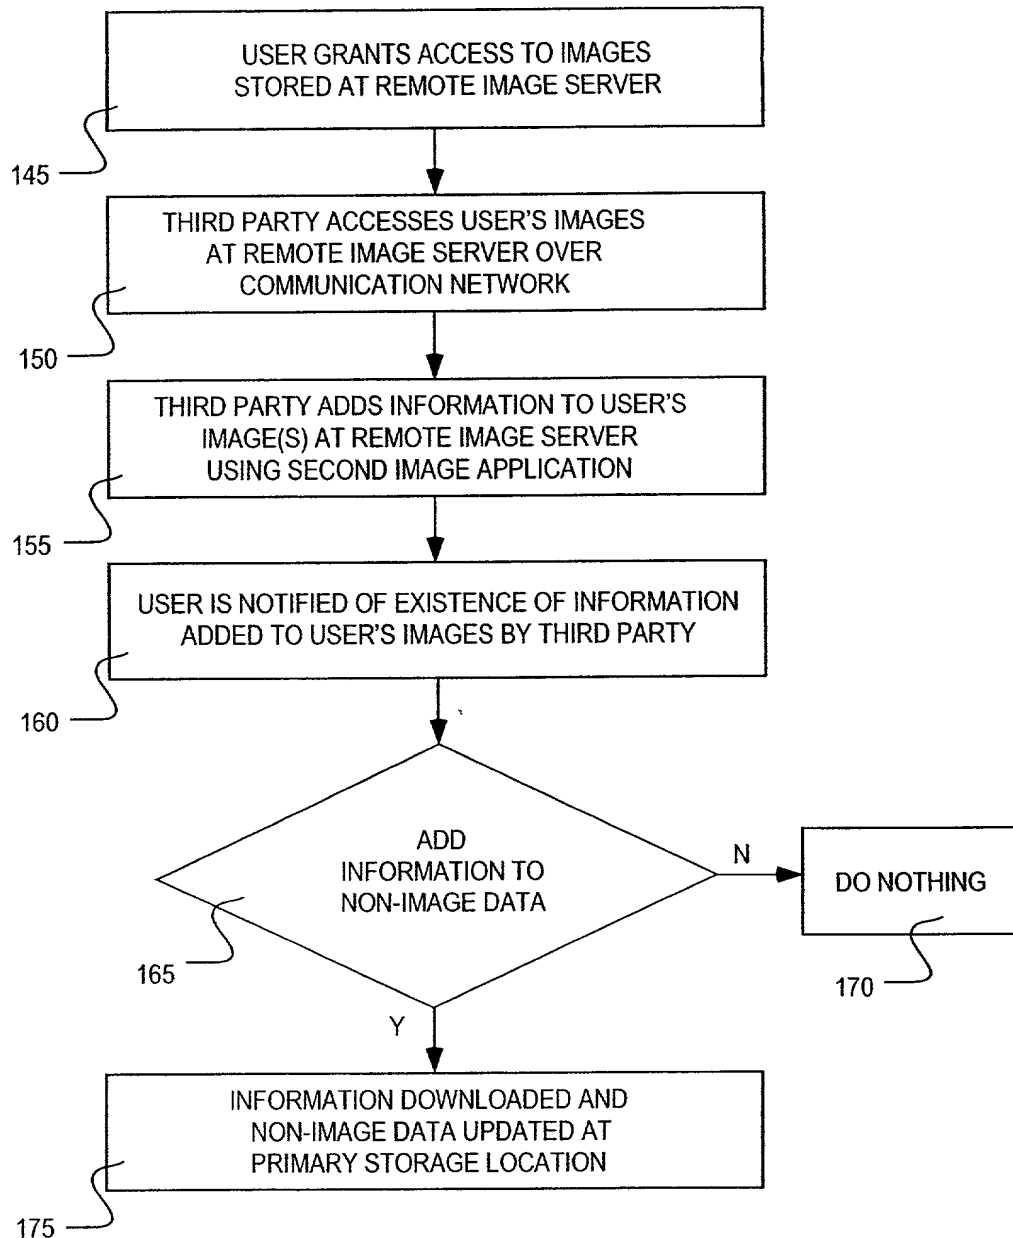 USER GRANTS ACCESS TO IMAGES
STORED AT REMOTE IMAGE SERVER
145
THIRD PARTY ACCESSES USER'S IMAGES
AT REMOTE IMAGE SERVER OVER
COMMUNICATION NETWORK
150
THIRD PARTY ADDS INFORMATION TO USER'S
IMAGE(S) AT REMOTE IMAGE SERVER
USING SECOND IMAGE APPLICATION
155
USER IS NOTIFIED OF EXISTENCE OF INFORMATION
ADDED TO USER'S IMAGES BY THIRD PARTY
160
ADD
INFORMATION TO
NON-IMAGE DATA
165
N
DO NOTHING
170
Y
INFORMATION DOWNLOADED AND
NON-IMAGE DATA UPDATED AT
PRIMARY STORAGE LOCATION
175